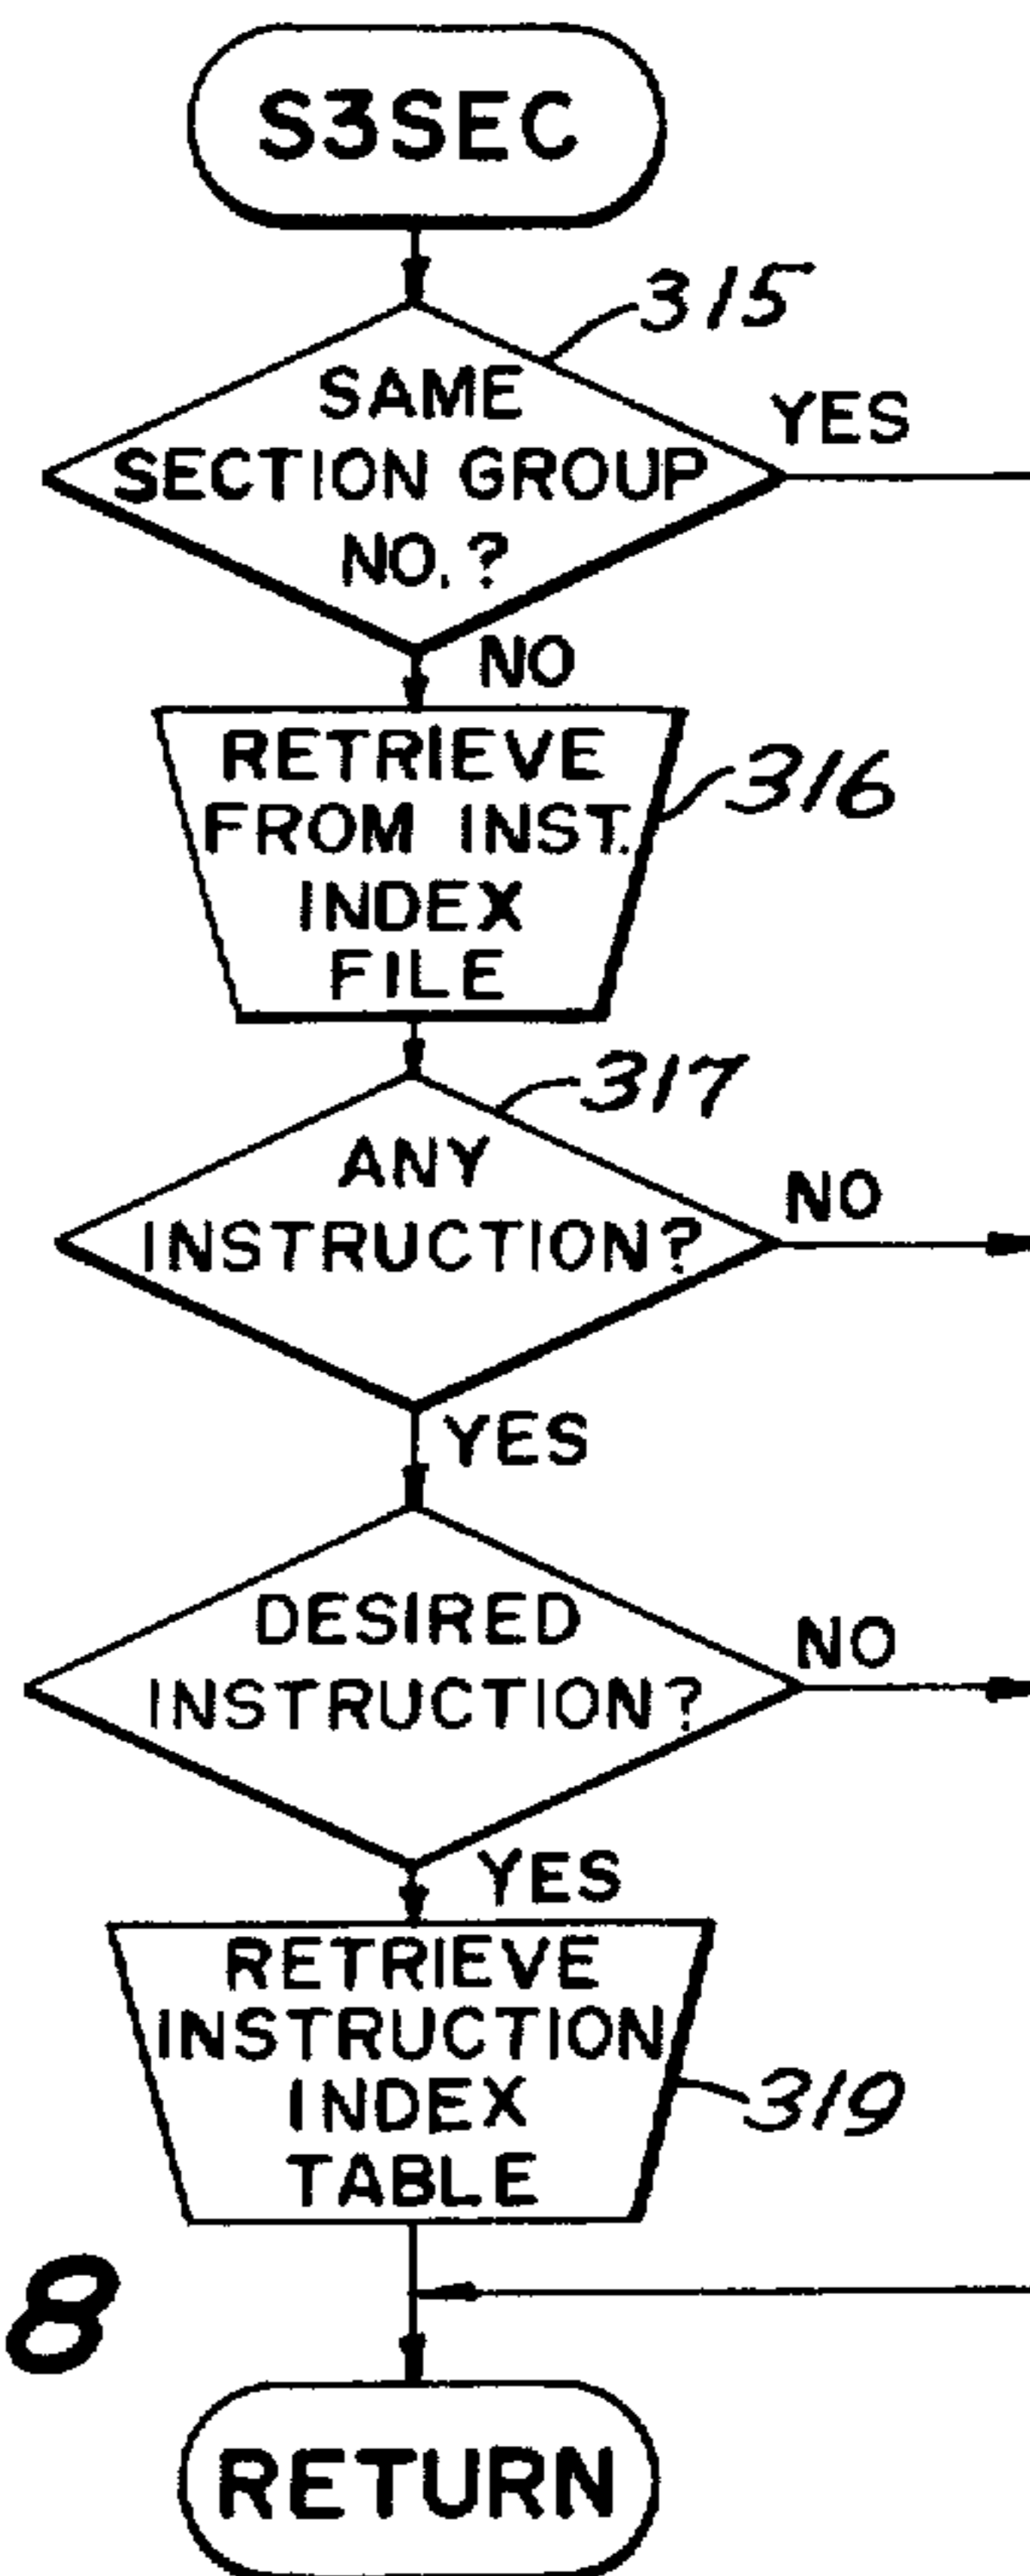 S3SEC
315
SAME
SECTION GROUP
NO.?
YES
NO
RETRIEVE
FROM INST.
INDEX
FILE
316
317
ANY
INSTRUCTION?
NO
YES
DESIRED
INSTRUCTION?
NO
YES
RETRIEVE
INSTRUCTION
INDEX
TABLE
319
8
RETURN